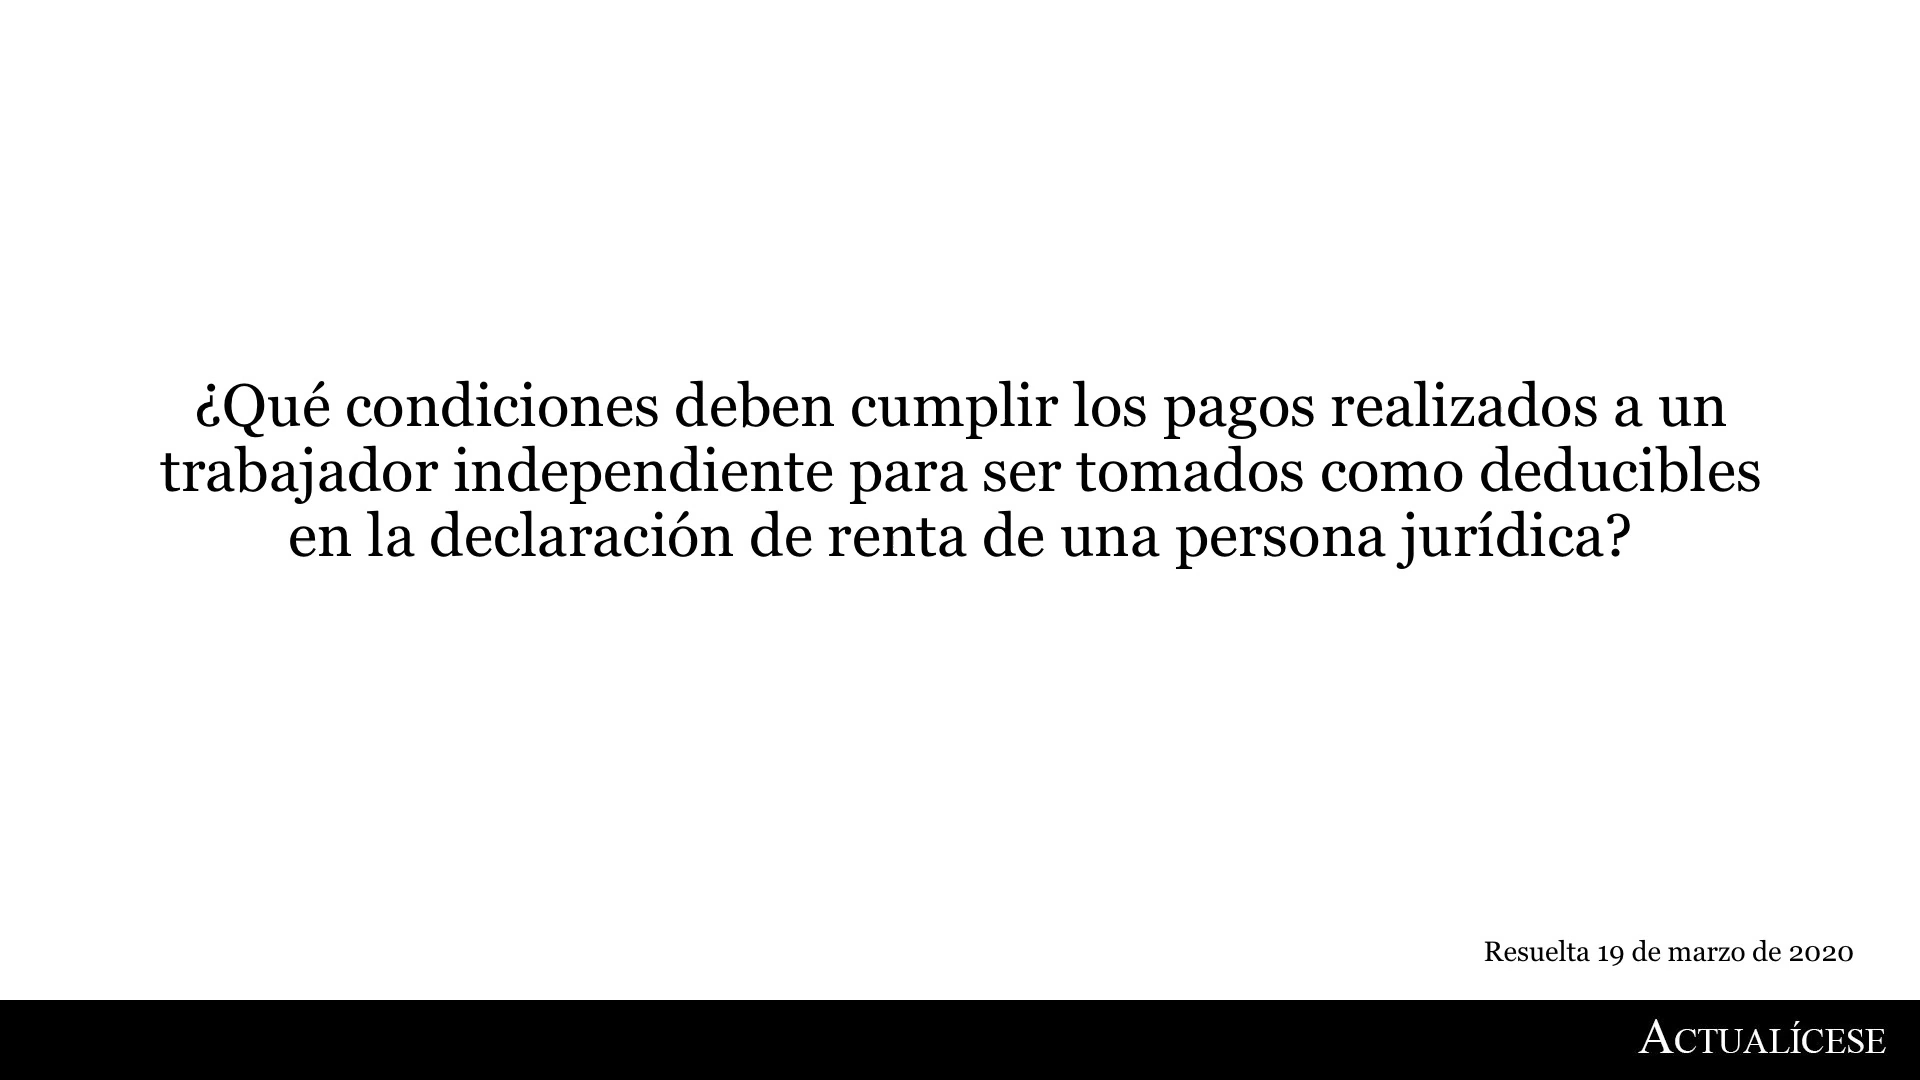 ¿Qué condiciones deben cumplir los pagos realizados a un
trabajador independiente para ser tomados como deducibles
en la declaración de renta de una persona jurídica?
Resuelta 19 de marzo de 2020
ACTUALÍCESE